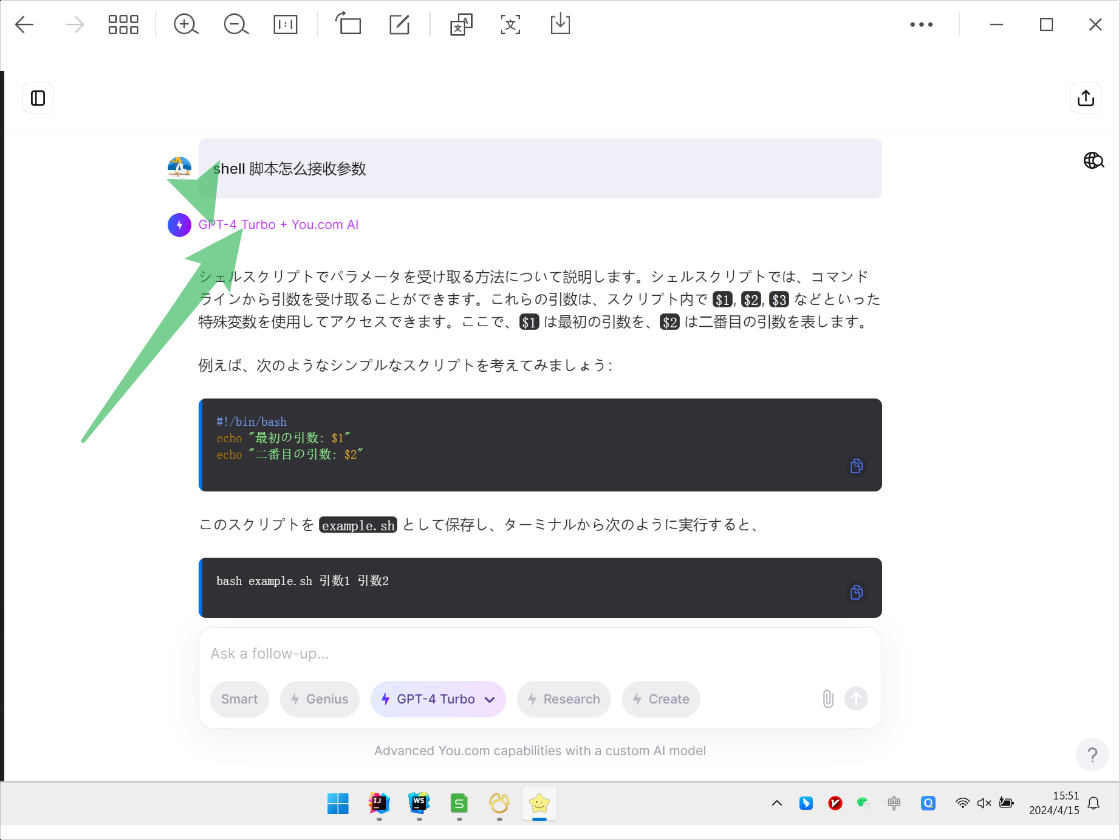 shell 脚本怎么接收参数
GPT-4 Turbo + You.com AI
シェルスクリプトでパラメータを受け取る方法について説明します。シェルスクリプトでは、コマンド
ラインから引数を受け取ることができます。これらの引数は、スクリプト内で $1, $2, $3 などといった
特殊変数を使用してアクセスできます。ここで、$1 は最初の引数を、$2 は二番目の引数を表します。
例えば、次のようなシンプルなスクリプトを考えてみましょう：
#!/bin/bash
echo "最初の引数: $1"
echo "二番目の引数: $2"
このスクリプトを example.sh として保存し、ターミナルから次のように実行すると、
bash example.sh 引数1 引数2
Ask a follow-up...
Smart Genius GPT-4 Turbo Research Create
Advanced You.com capabilities with a custom AI model
?
15:51
2024/4/15